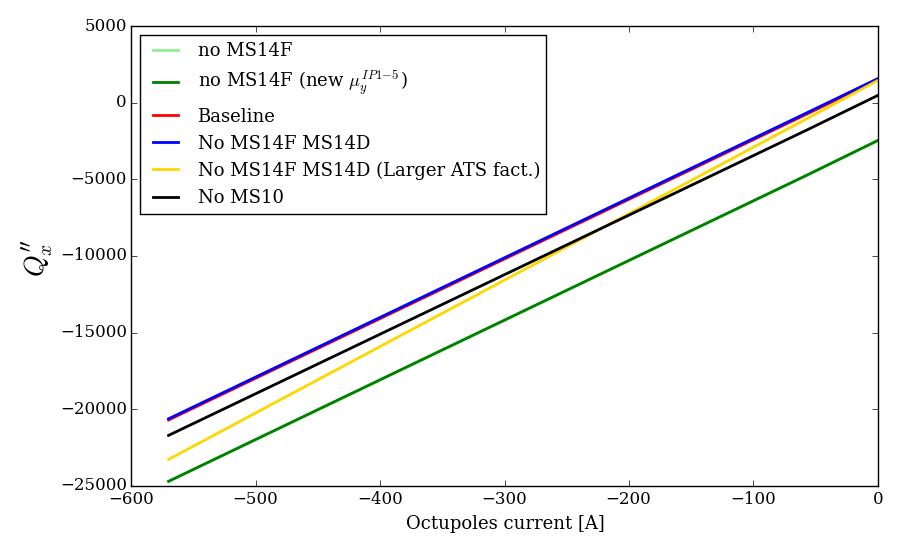 5000
0
−5000
−10000
−15000
−20000
−25000
Q''ₓ
no MS14F
no MS14F (new μ_y^{IP1−5})
Baseline
No MS14F MS14D
No MS14F MS14D (Larger ATS fact.)
No MS10
−600 −500 −400 −300 −200 −100 0
Octupoles current [A]